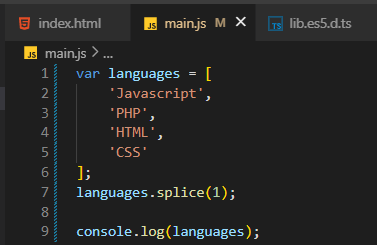 index.html main.js M lib.es5.d.ts
main.js > ...
1 var languages = [
2 'Javascript',
3 'PHP',
4 'HTML',
5 'CSS'
6 ];
7 languages.splice(1);
8
9 console.log(languages);